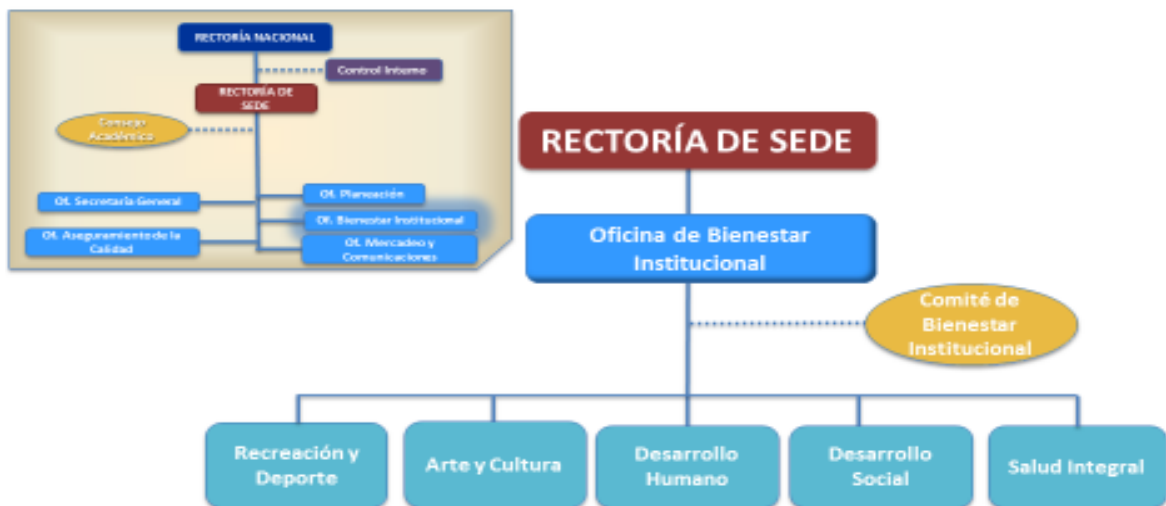 RECTORÍA NACIONAL
Control Interno
RECTORÍA DE
SEDE
Consejo
Académico
Of. Secretaría General
Of. Planeación
Of. Bienestar Institucional
Of. Aseguramiento de la
Calidad
Of. Mercadeo y
Comunicaciones
RECTORÍA DE SEDE
Oficina de Bienestar
Institucional
Comité de
Bienestar
Institucional
Recreación y
Deporte
Arte y Cultura
Desarrollo
Humano
Desarrollo
Social
Salud Integral